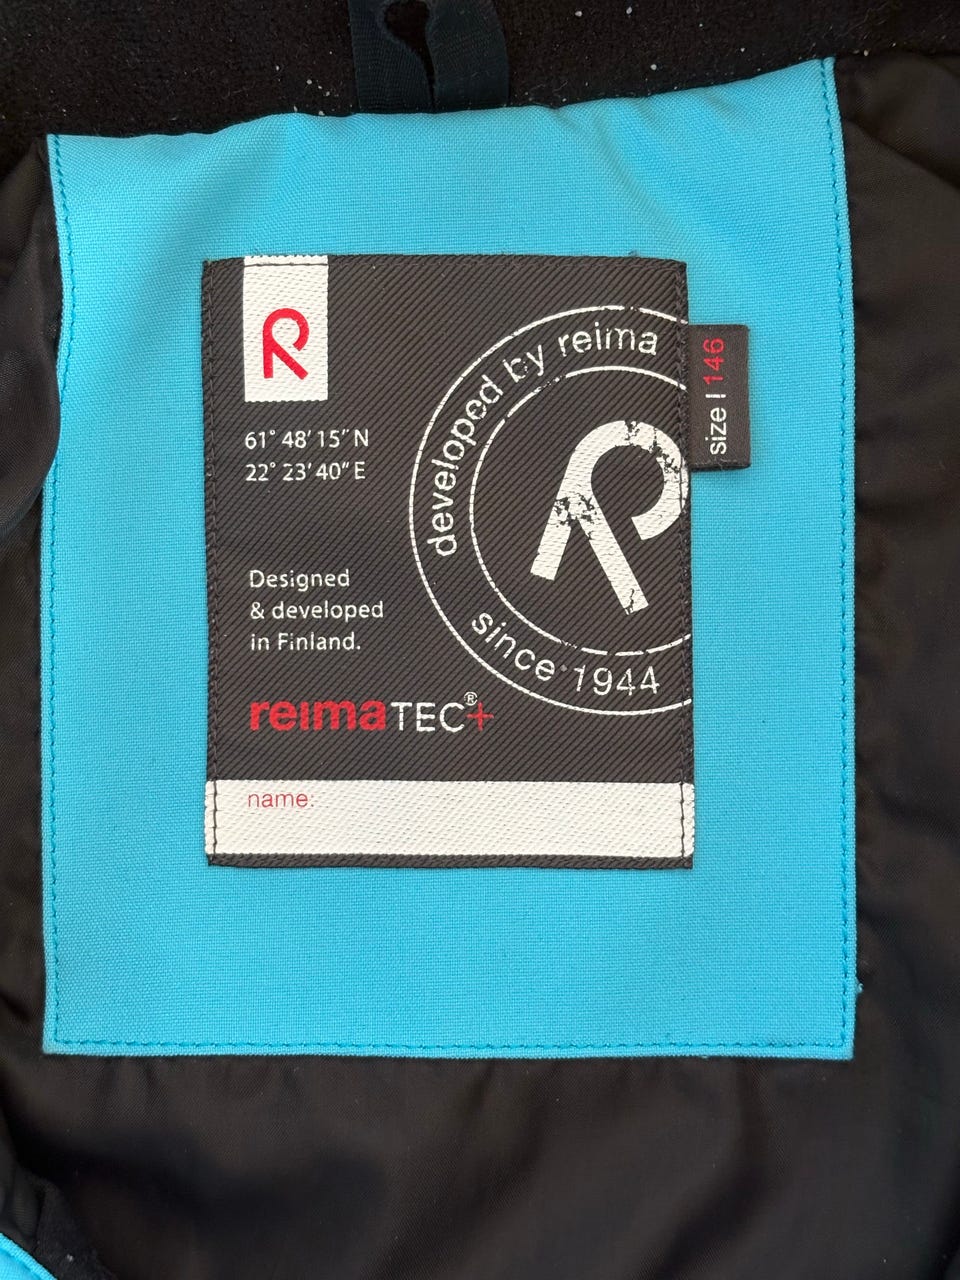 R
61° 48' 15" N
22° 23' 40" E
developed by reima
R
since 1944
size | 146
Designed
& developed
in Finland.
reimaTEC®+
name: